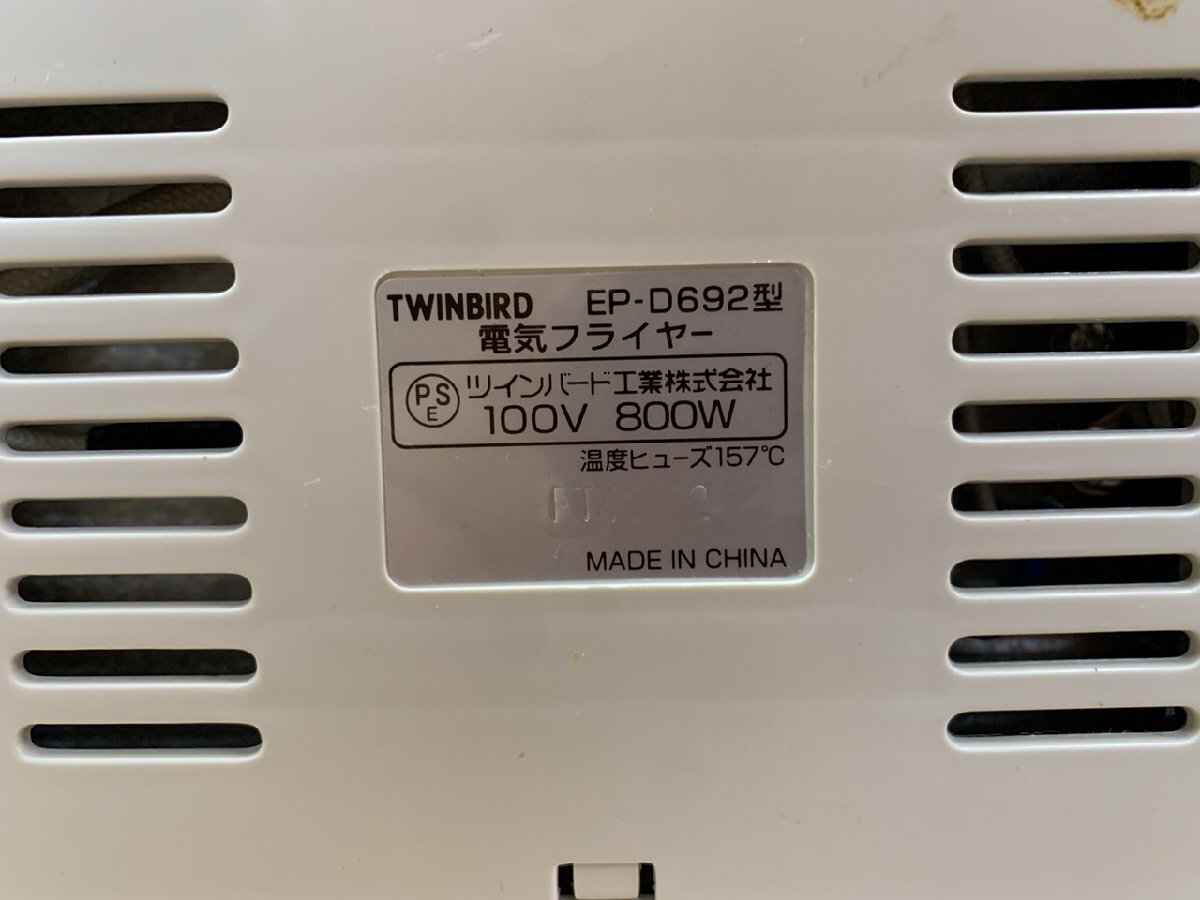 TWINBIRD EP-D692型
電気フライヤー
PSE ツインバード工業株式会社
100V 800W
温度ヒューズ157℃
MADE IN CHINA